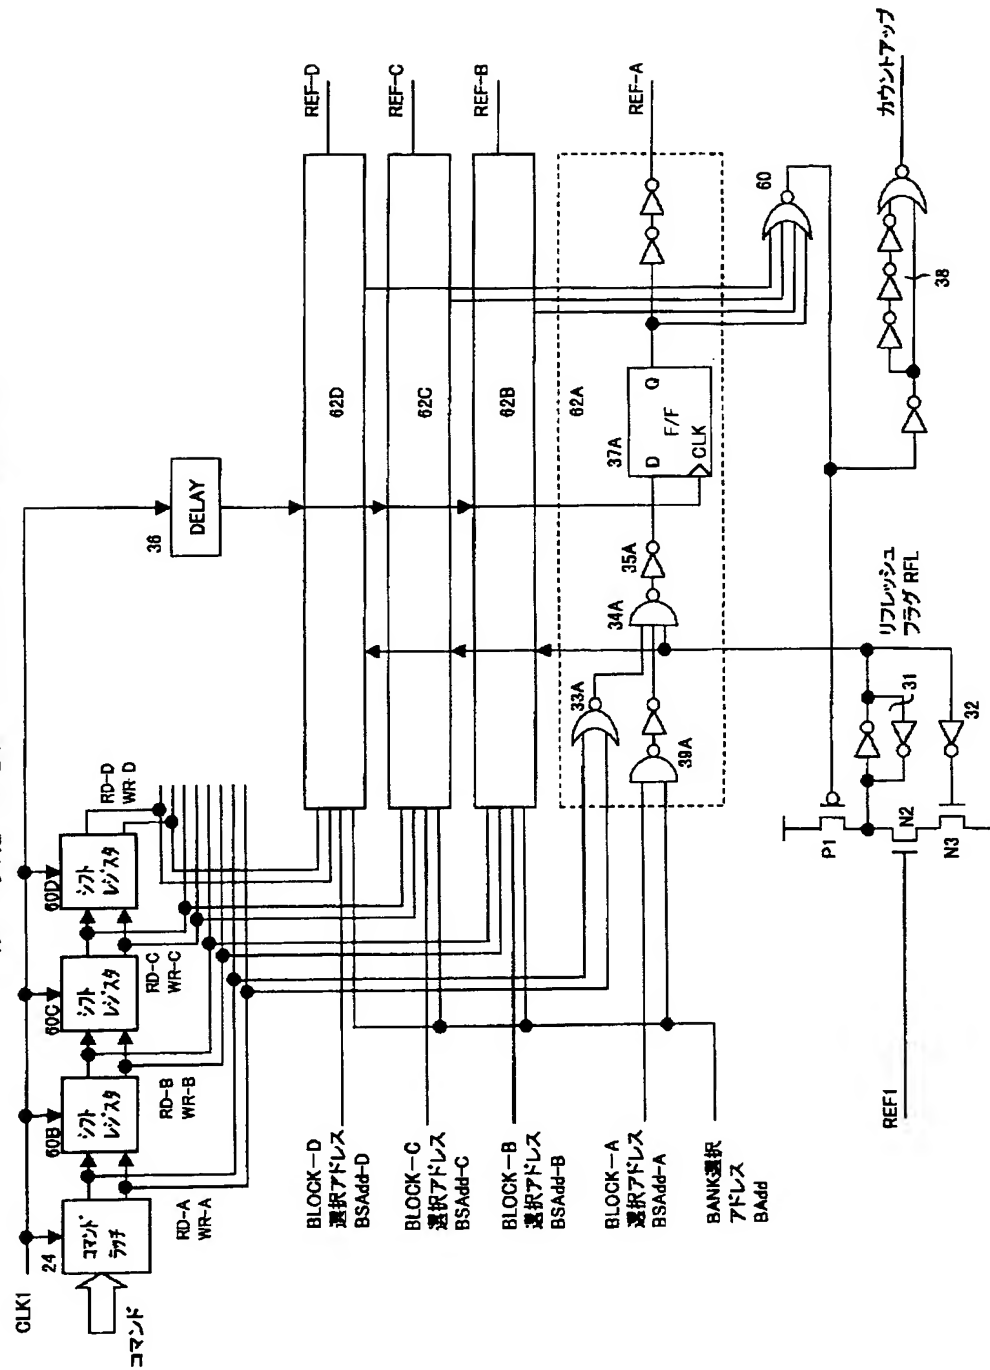 CLK1
24
コマンド
ラッチ
コマンド
RD-A
WR-A
60B
シフト
レジスタ
RD-B
WR-B
60C
シフト
レジスタ
RD-C
WR-C
60D
シフト
レジスタ
RD-D
WR-D
36
DELAY
62D
REF-D
62C
REF-C
62B
REF-B
62A
REF-A
BLOCK-D
選択アドレス
BSAdd-D
BLOCK-C
選択アドレス
BSAdd-C
BLOCK-B
選択アドレス
BSAdd-B
BLOCK-A
選択アドレス
BSAdd-A
BANK選択
アドレス
BAdd
33A
39A
34A
35A
37A
D
Q
F/F
CLK
60
38
カウントアップ
リフレッシュ
フラグ RFL
31
32
P1
N2
N3
REF1